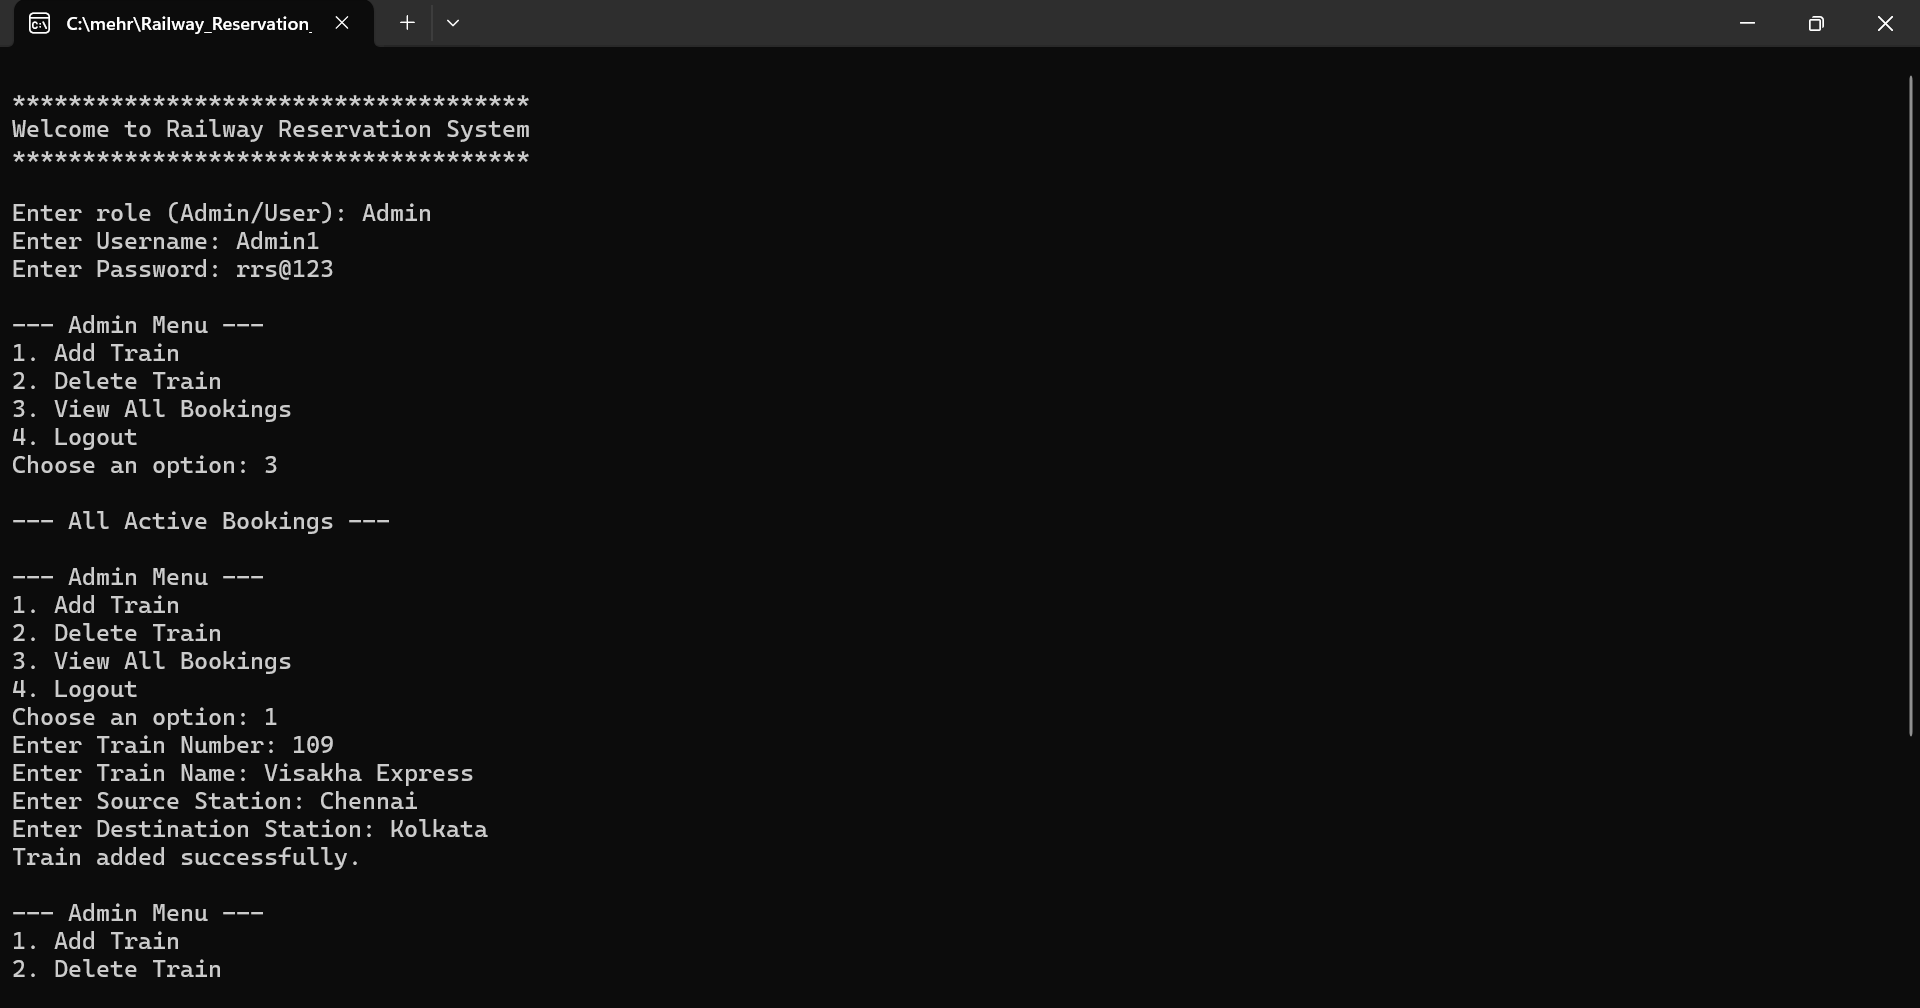 C:\mehr\Railway_Reservation_
*************************************
Welcome to Railway Reservation System
*************************************
Enter role (Admin/User): Admin
Enter Username: Admin1
Enter Password: rrs@123
--- Admin Menu ---
1. Add Train
2. Delete Train
3. View All Bookings
4. Logout
Choose an option: 3
--- All Active Bookings ---
--- Admin Menu ---
1. Add Train
2. Delete Train
3. View All Bookings
4. Logout
Choose an option: 1
Enter Train Number: 109
Enter Train Name: Visakha Express
Enter Source Station: Chennai
Enter Destination Station: Kolkata
Train added successfully.
--- Admin Menu ---
1. Add Train
2. Delete Train